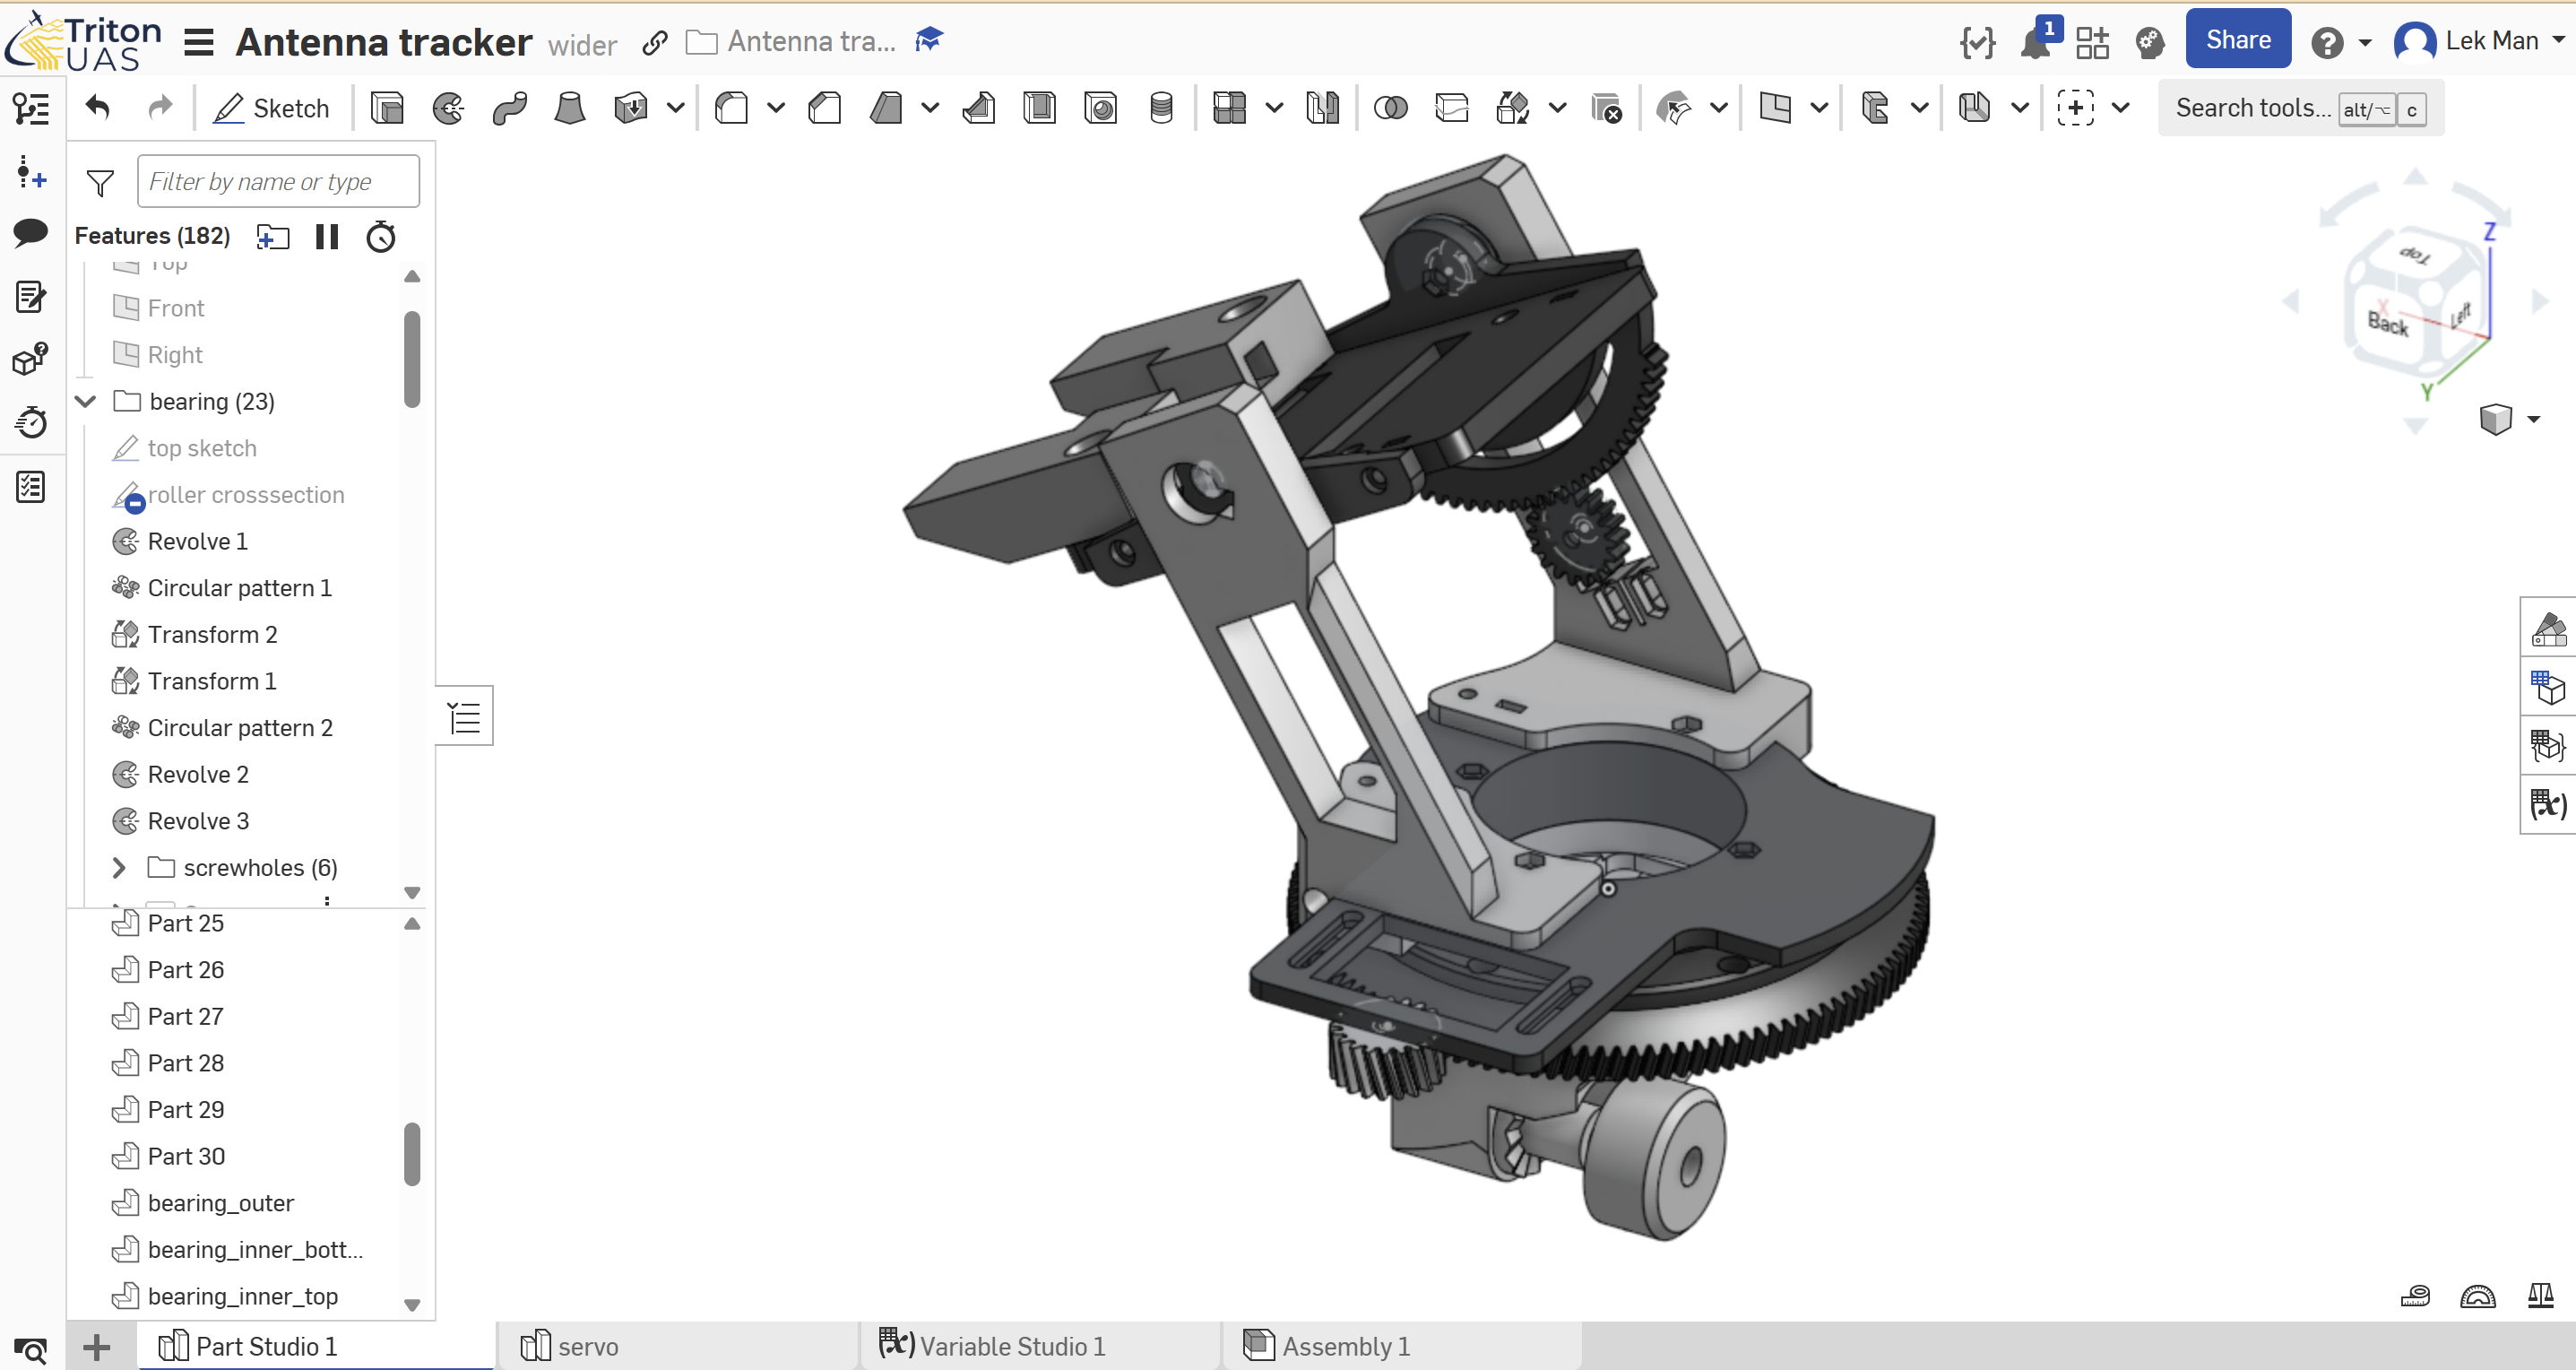 Triton
UAS
Antenna tracker wider Antenna tra...
1
Share
Lek Man
Sketch
Search tools... alt/⌥ c
Filter by name or type
Features (182)
Top
Front
Right
bearing (23)
top sketch
roller crosssection
Revolve 1
Circular pattern 1
Transform 2
Transform 1
Circular pattern 2
Revolve 2
Revolve 3
screwholes (6)
Part 25
Part 26
Part 27
Part 28
Part 29
Part 30
bearing_outer
bearing_inner_bott...
bearing_inner_top
Z
Top
X
Back
Left
Y
Part Studio 1
servo
Variable Studio 1
Assembly 1